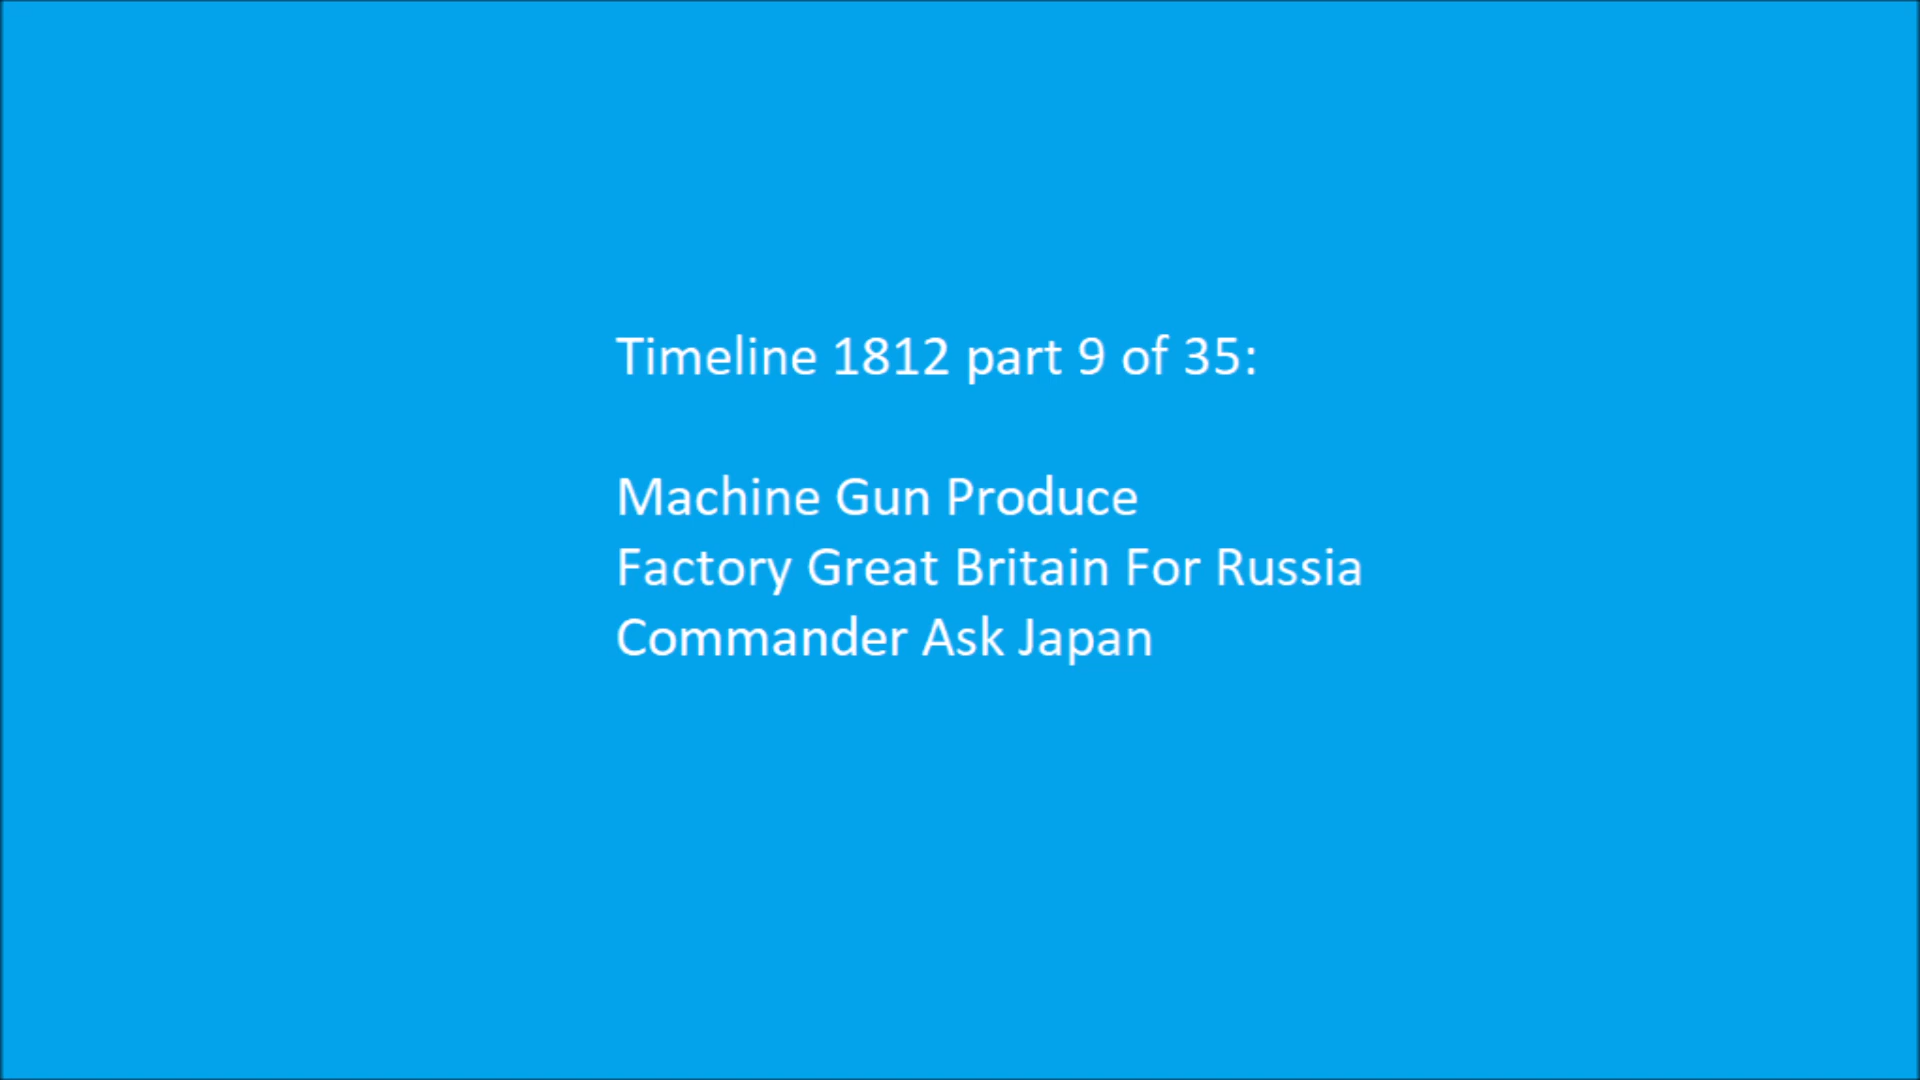 Timeline 1812 part 9 of 35:
Machine Gun Produce
Factory Great Britain For Russia
Commander Ask Japan